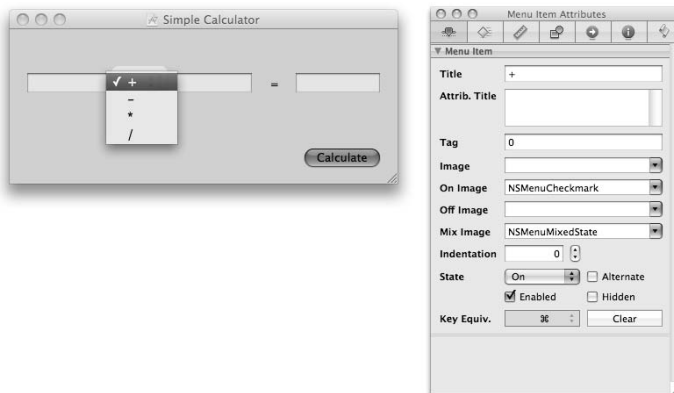 Simple Calculator
✓ +
=
-
*
/
Calculate
Menu Item Attributes
▼ Menu Item
Title +
Attrib. Title
Tag 0
Image
On Image NSMenuCheckmark
Off Image
Mix Image NSMenuMixedState
Indentation 0
State On Alternate
Enabled Hidden
Key Equiv. ⌘ Clear